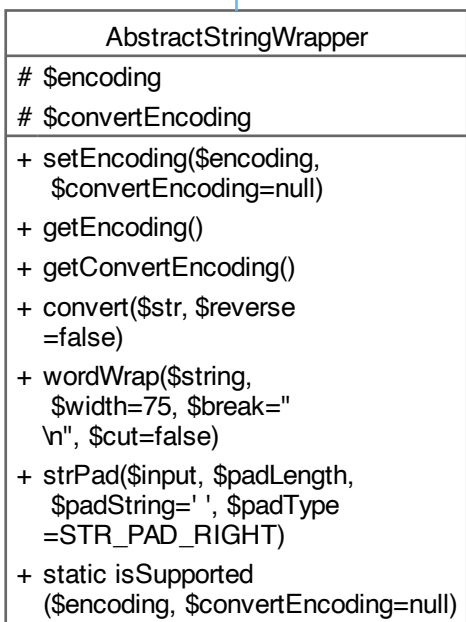 AbstractStringWrapper
# $encoding
# $convertEncoding
+ setEncoding($encoding,
$convertEncoding=null)
+ getEncoding()
+ getConvertEncoding()
+ convert($str, $reverse
=false)
+ wordWrap($string,
$width=75, $break="
\n", $cut=false)
+ strPad($input, $padLength,
$padString=' ', $padType
=STR_PAD_RIGHT)
+ static isSupported
($encoding, $convertEncoding=null)